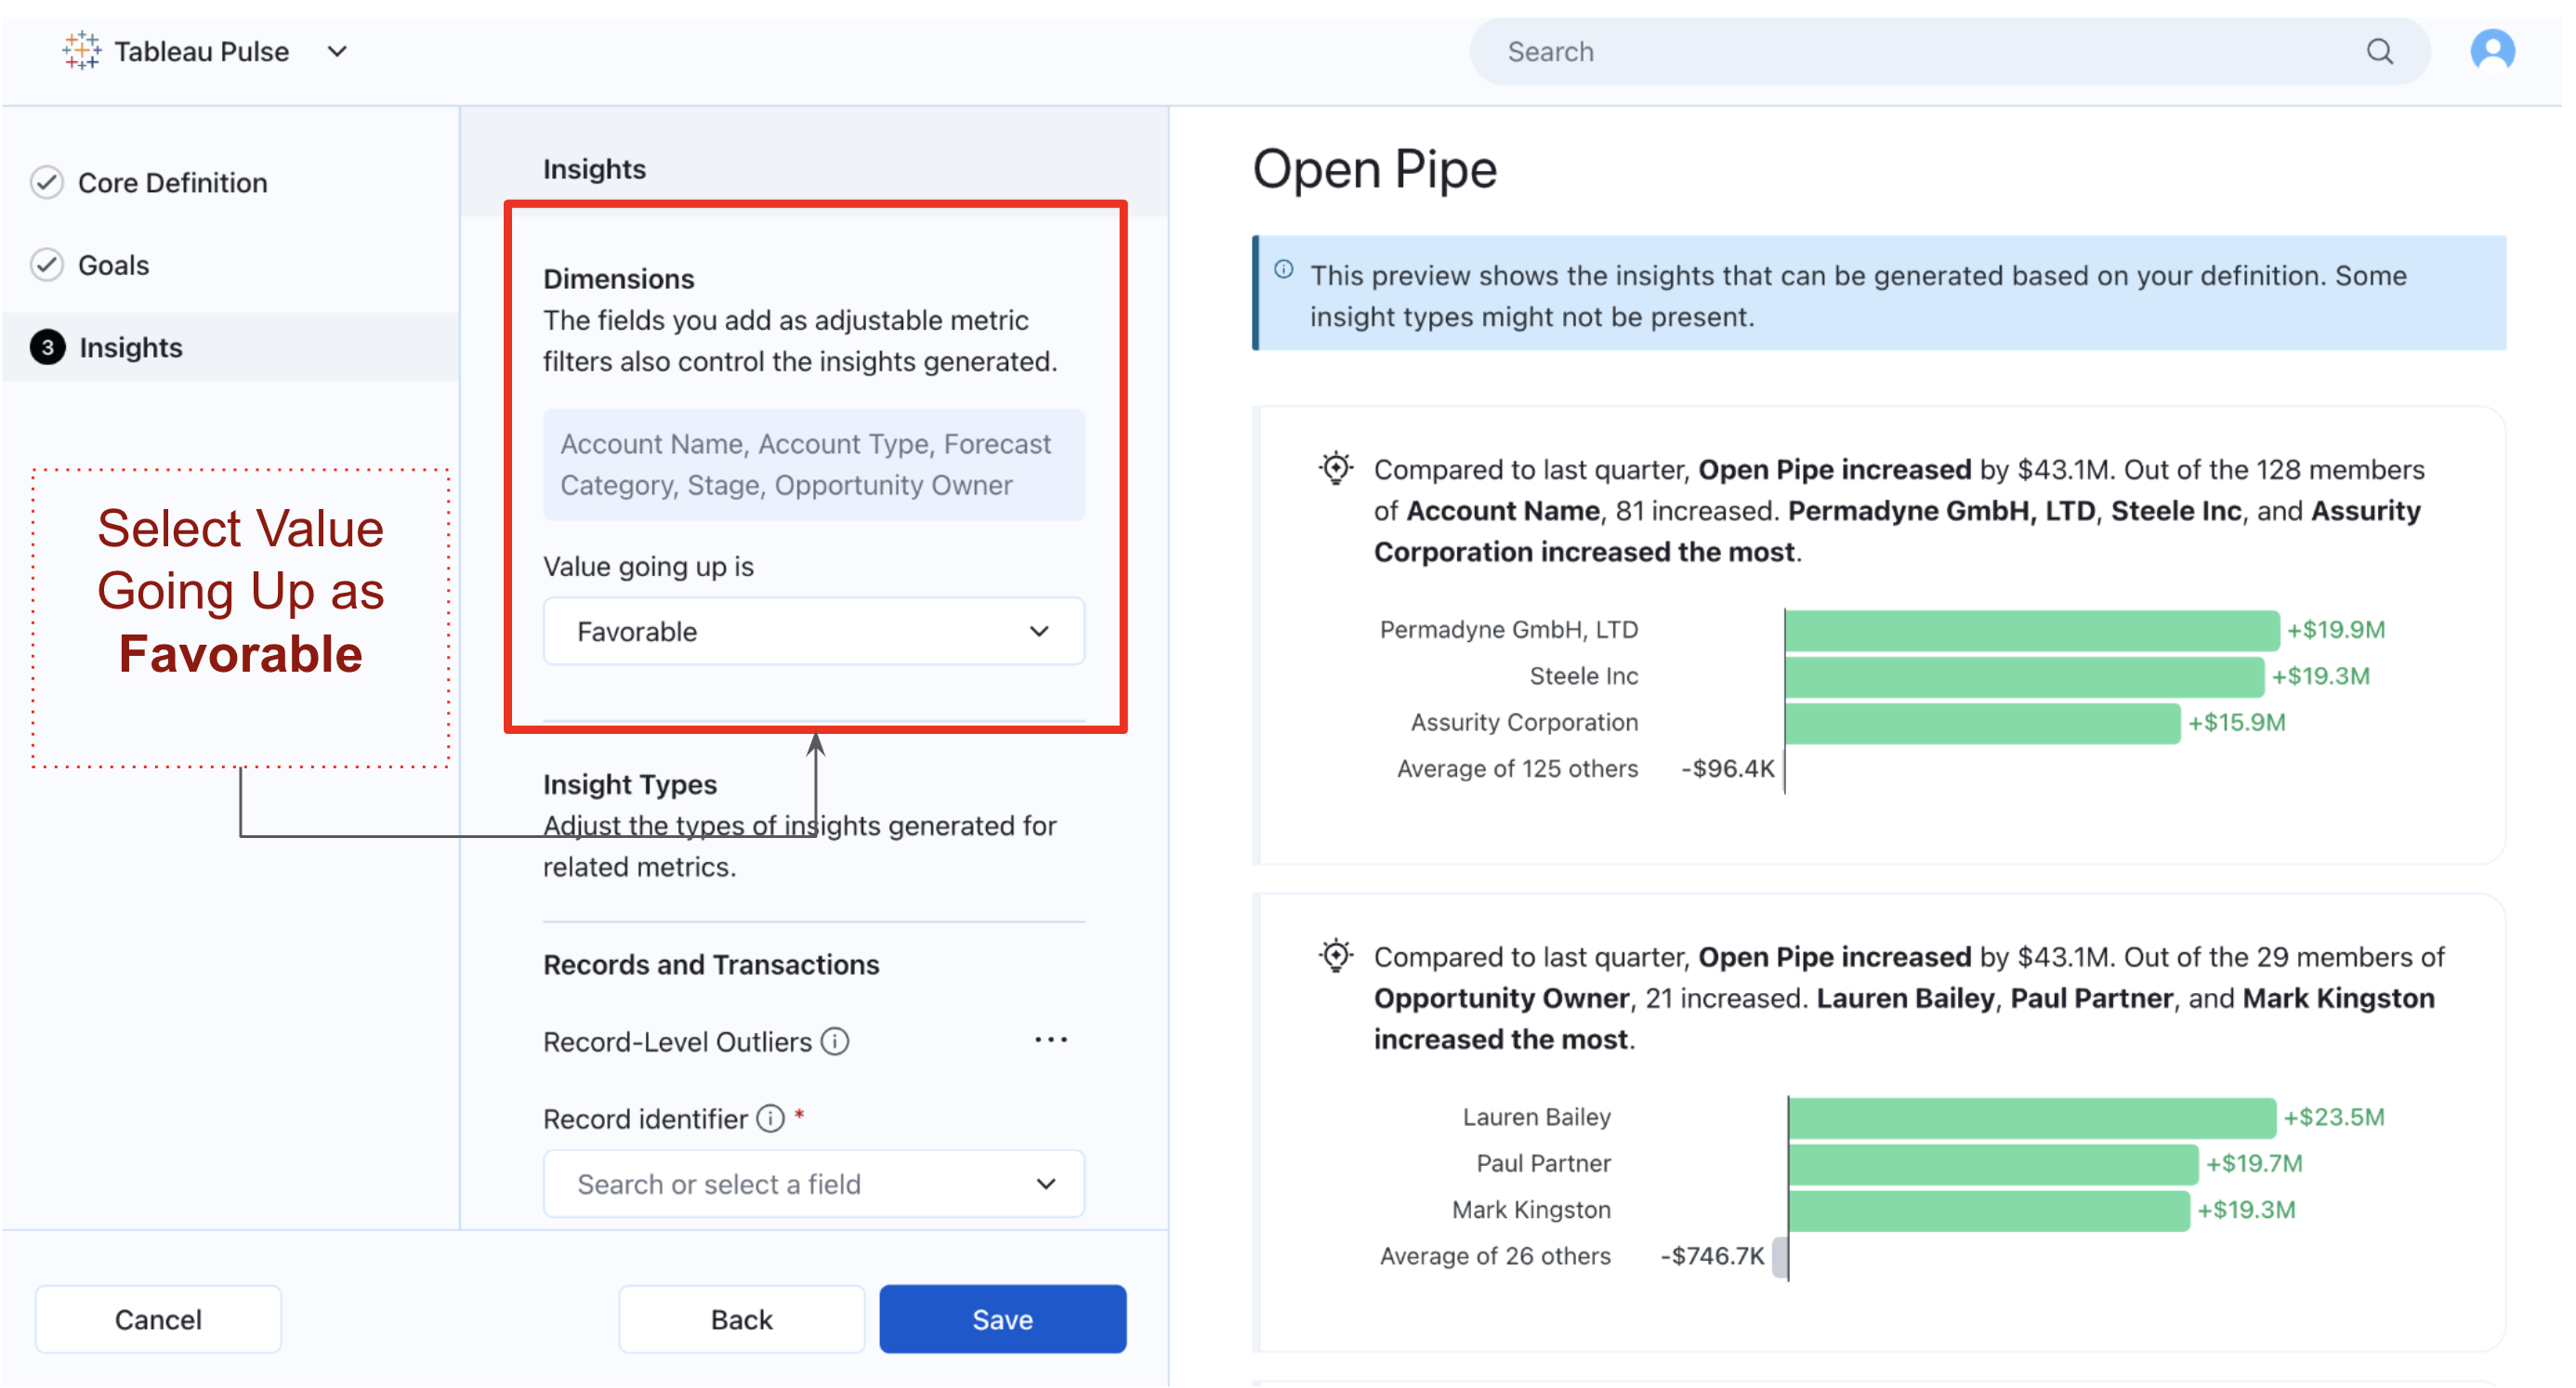 Tableau Pulse
Search
Core Definition
Goals
3 Insights
Select Value
Going Up as
Favorable
Insights
Dimensions
The fields you add as adjustable metric
filters also control the insights generated.
Account Name, Account Type, Forecast
Category, Stage, Opportunity Owner
Value going up is
Favorable
Insight Types
Adjust the types of insights generated for
related metrics.
Records and Transactions
Record-Level Outliers
Record identifier *
Search or select a field
Cancel
Back
Save
Open Pipe
This preview shows the insights that can be generated based on your definition. Some
insight types might not be present.
Compared to last quarter, Open Pipe increased by $43.1M. Out of the 128 members
of Account Name, 81 increased. Permadyne GmbH, LTD, Steele Inc, and Assurity
Corporation increased the most.
Permadyne GmbH, LTD +$19.9M
Steele Inc +$19.3M
Assurity Corporation +$15.9M
Average of 125 others -$96.4K
Compared to last quarter, Open Pipe increased by $43.1M. Out of the 29 members of
Opportunity Owner, 21 increased. Lauren Bailey, Paul Partner, and Mark Kingston
increased the most.
Lauren Bailey +$23.5M
Paul Partner +$19.7M
Mark Kingston +$19.3M
Average of 26 others -$746.7K